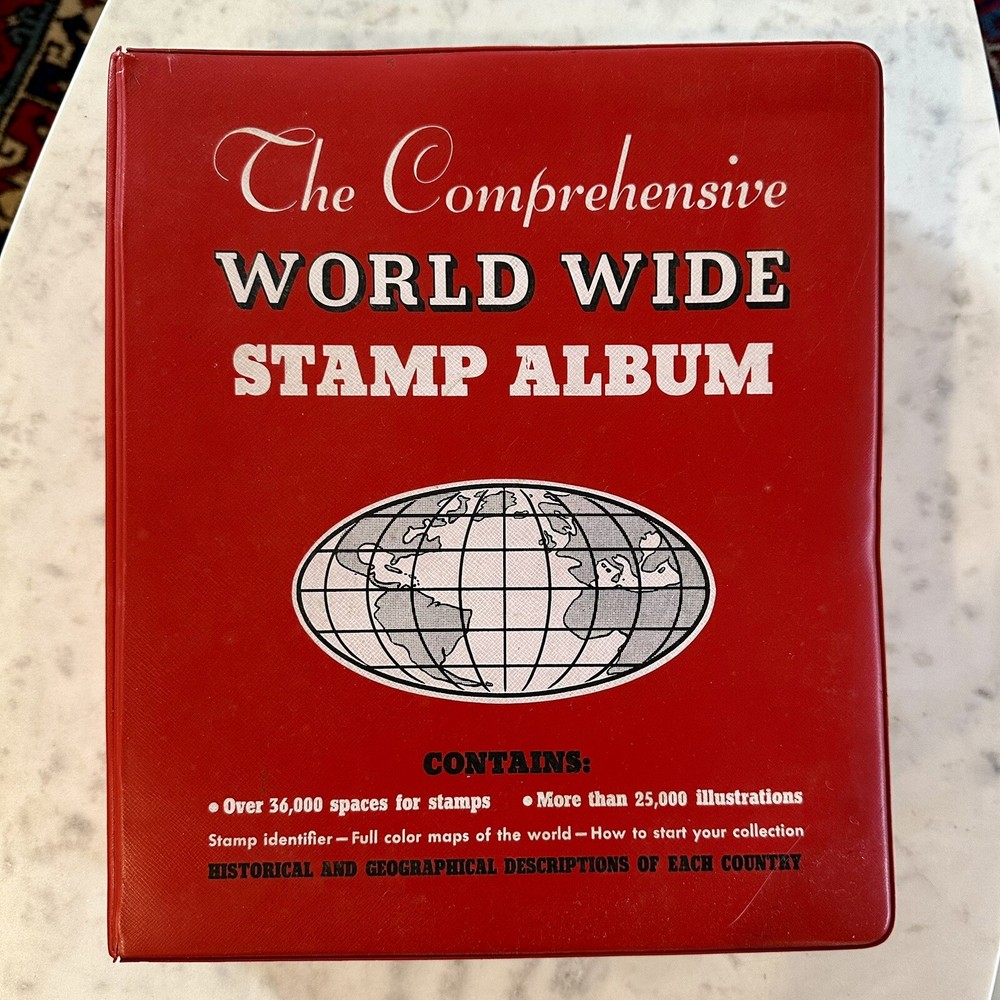 The Comprehensive
WORLD WIDE
STAMP ALBUM
CONTAINS:
• Over 36,000 spaces for stamps • More than 25,000 illustrations
Stamp identifier — Full color maps of the world — How to start your collection
HISTORICAL AND GEOGRAPHICAL DESCRIPTIONS OF EACH COUNTRY